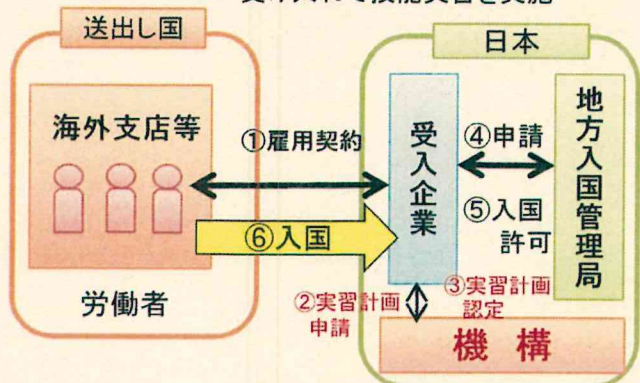 送出し国
日本
海外支店等
労働者
①雇用契約
⑥入国
受入企業
④申請
⑤入国
許可
地方入国管理局
②実習計画
申請
③実習計画
認定
機構